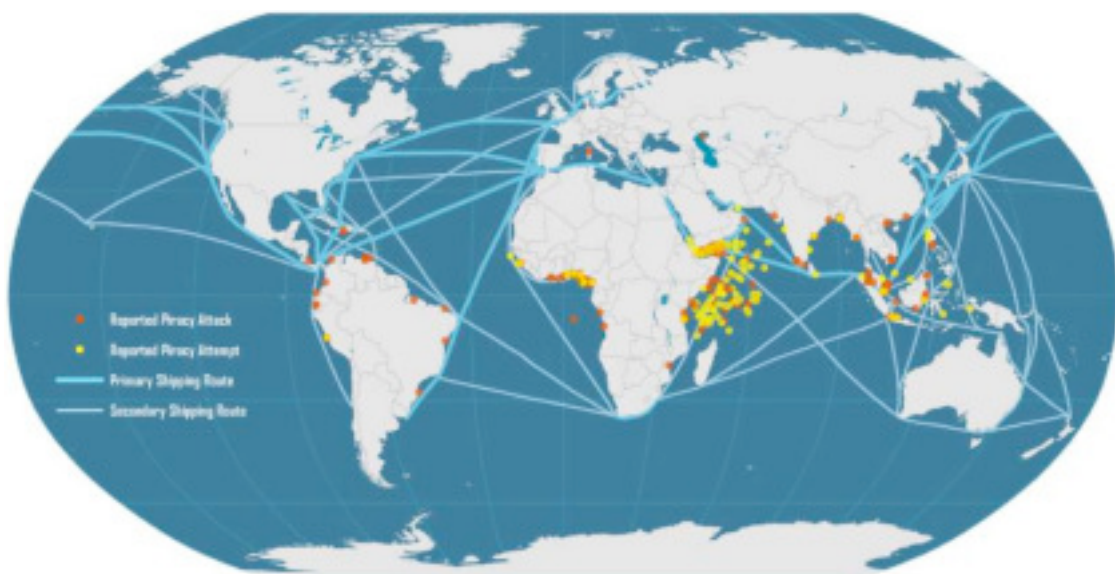 Reported Piracy Attack
Reported Piracy Attempt
Primary Shipping Route
Secondary Shipping Route